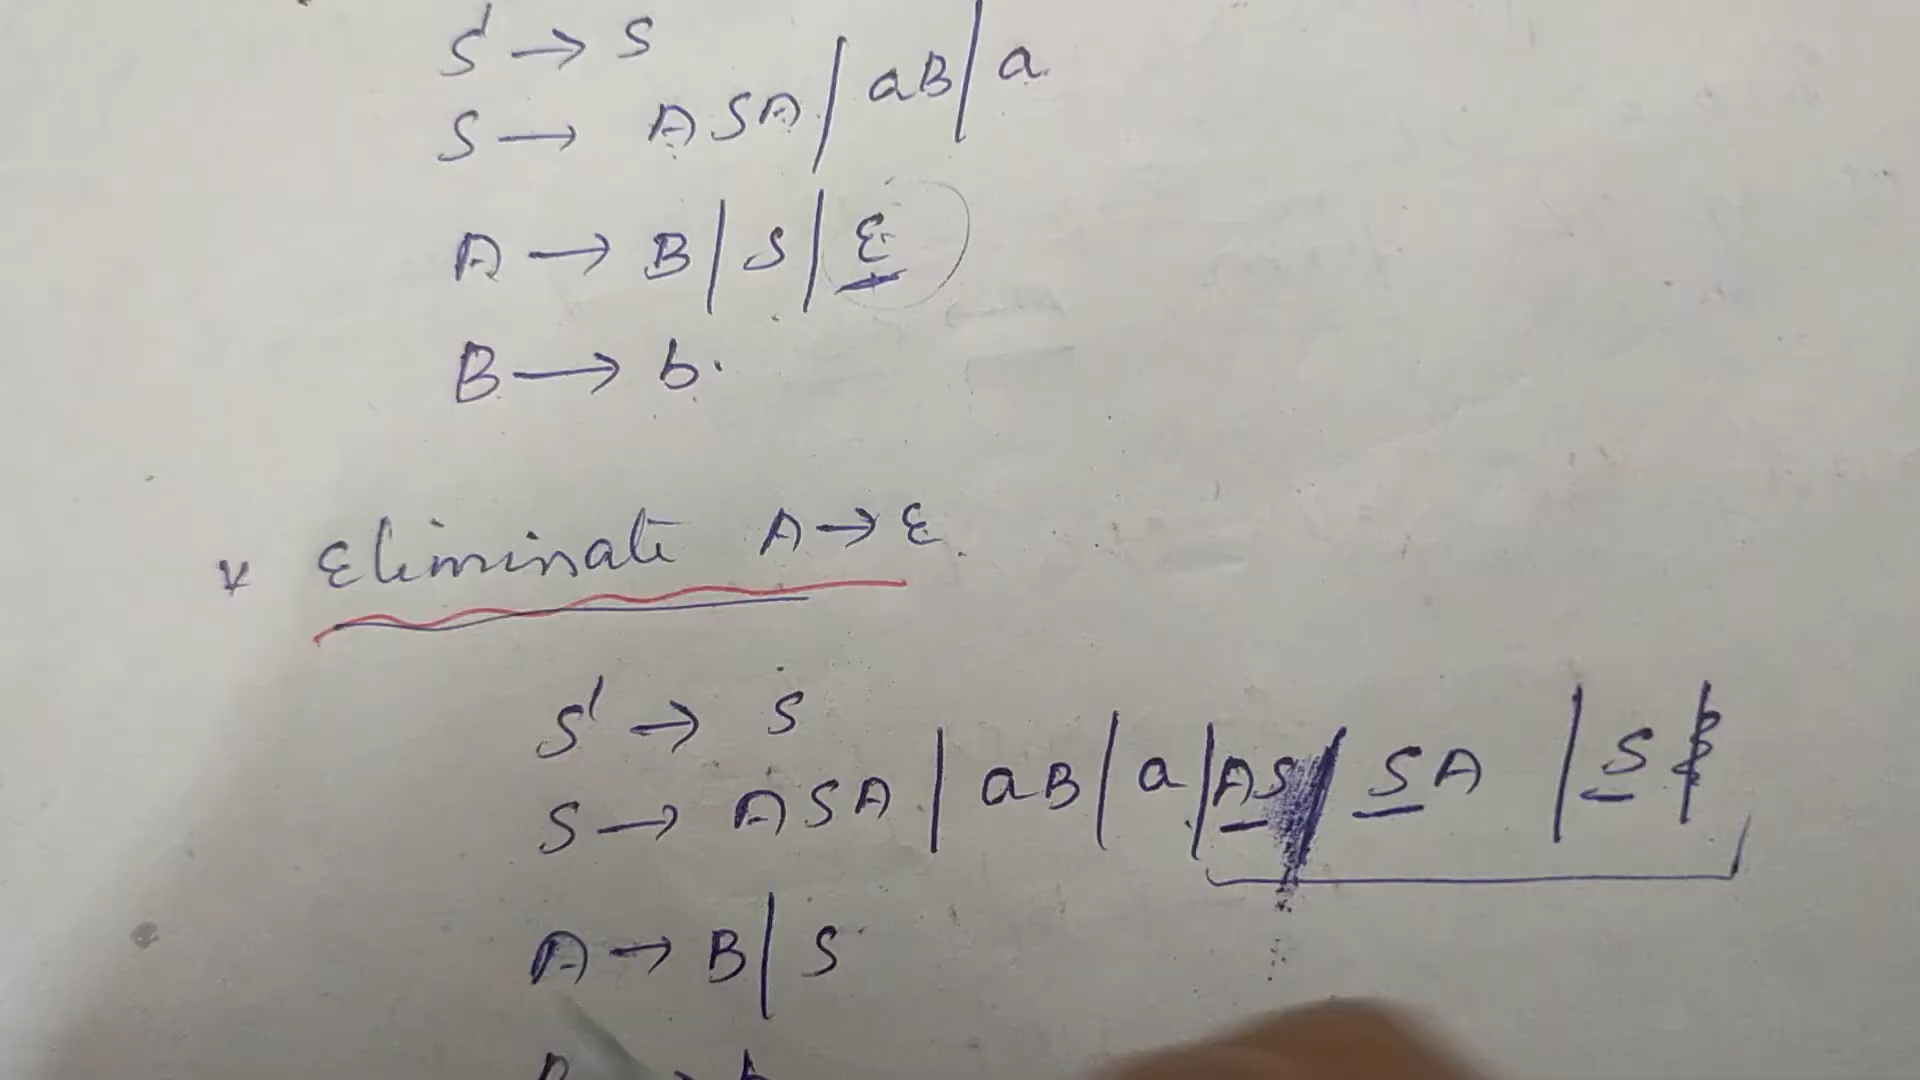 S' → S
S → ASA | aB | a
A → B | S | ε
B → b.
* Eliminate A → ε.
S' → S
S → ASA | aB | a | AS | SA | S
A → B | S
B → b